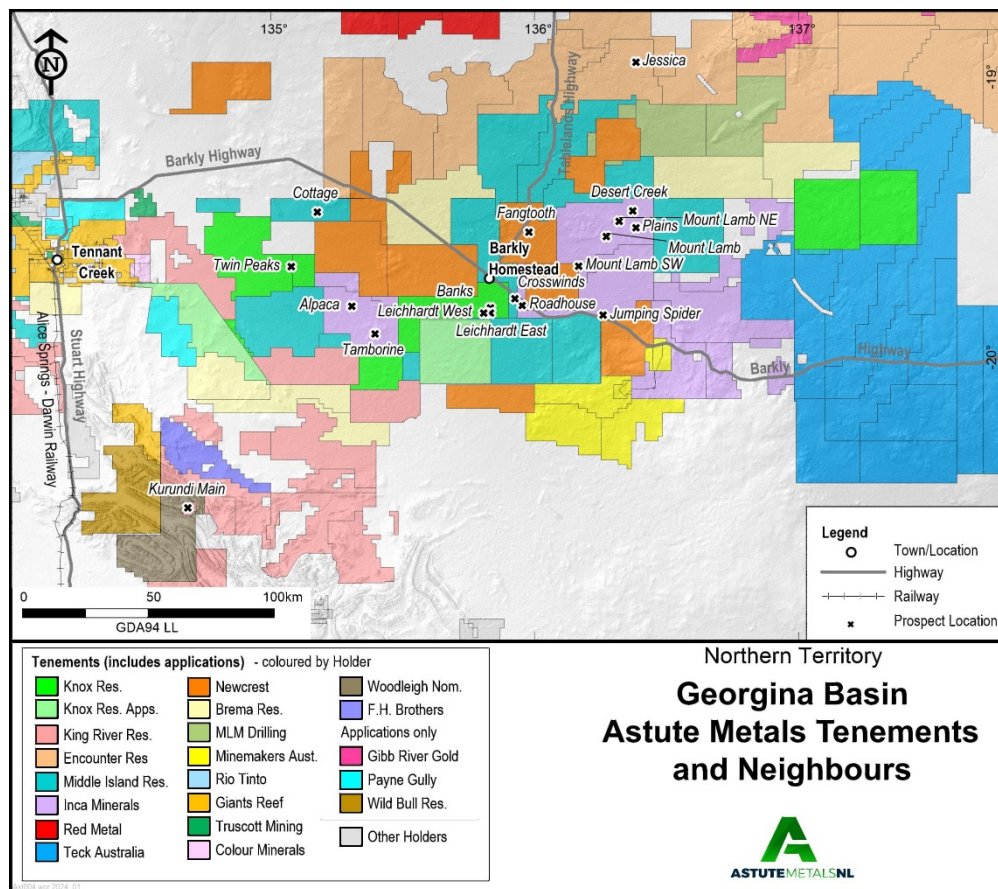 135°
136°
137°
-19°
-20°
N
Jessica
Tablelands Highway
Barkly Highway
Cottage
Desert Creek
Fangtooth
Mount Lamb NE
Plains
Barkly
Homestead
Mount Lamb
Tennant
Creek
Twin Peaks
Mount Lamb SW
Crosswinds
Banks
Roadhouse
Alpaca
Leichhardt West
Jumping Spider
Leichhardt East
Tamborine
Barkly
Highway
Stuart Highway
Alice Springs - Darwin Railway
Kurundi Main
0 50 100km
GDA94 LL
Legend
Town/Location
Highway
Railway
Prospect Location
Tenements (includes applications) - coloured by Holder
Knox Res.
Knox Res. Apps.
King River Res.
Encounter Res
Middle Island Res.
Inca Minerals
Red Metal
Teck Australia
Newcrest
Brema Res.
MLM Drilling
Minemakers Aust.
Rio Tinto
Giants Reef
Truscott Mining
Colour Minerals
Woodleigh Nom.
F.H. Brothers
Applications only
Gibb River Gold
Payne Gully
Wild Bull Res.
Other Holders
Northern Territory
Georgina Basin
Astute Metals Tenements
and Neighbours
ASTUTEMETALSNL